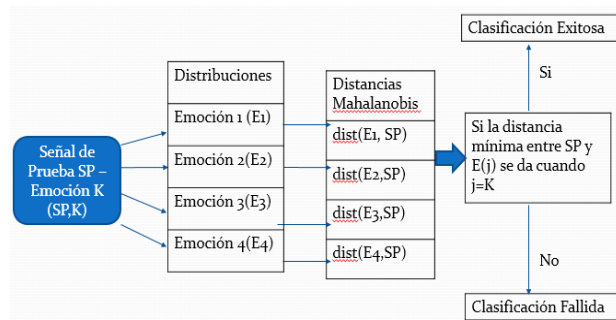 Clasificación Exitosa
Si
Distribuciones
Emoción 1 (E1)
Emoción 2(E2)
Emoción 3(E3)
Emoción 4(E4)
Distancias
Mahalanobis
dist(E1, SP)
dist(E2,SP)
dist(E3,SP)
dist(E4,SP)
Señal de
Prueba SP –
Emoción K
(SP,K)
Si la distancia
mínima entre SP y
E(j) se da cuando
j=K
No
Clasificación Fallida